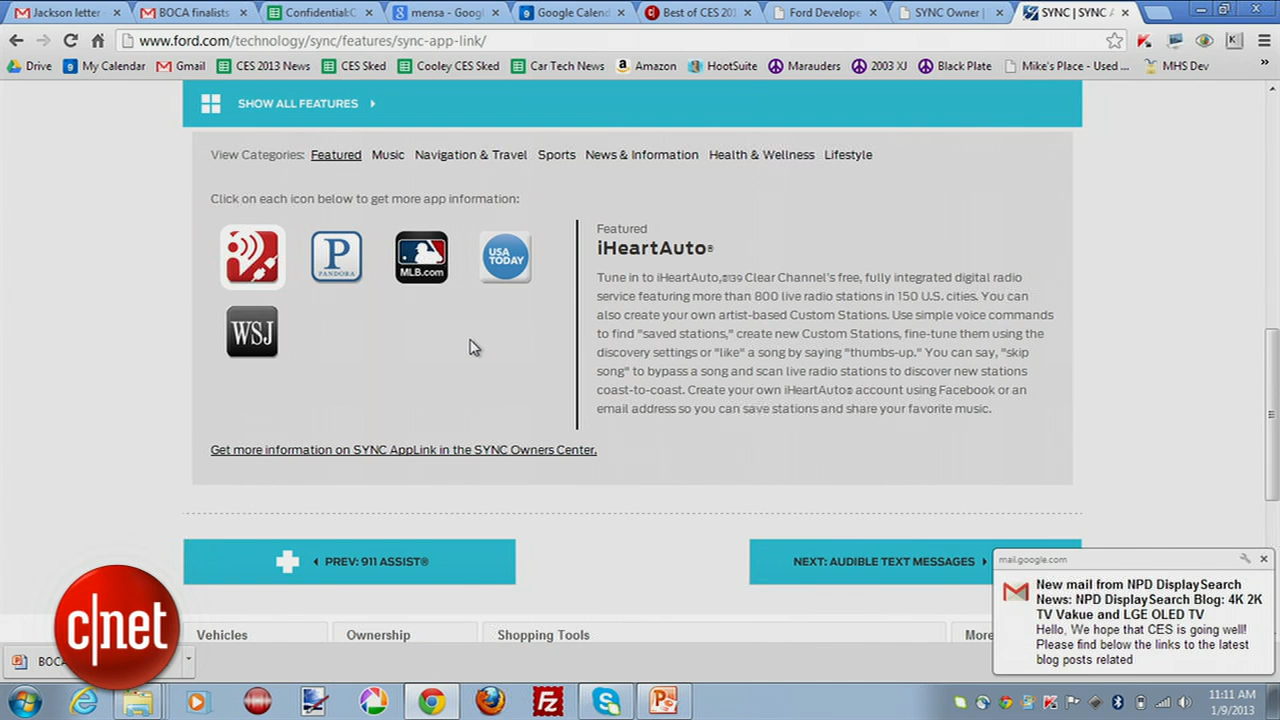 Jackson letter
BOCA finalists
Confidential:C
mensa - Googl
Google Calend
Best of CES 201
Ford Develope
SYNC Owner |
SYNC | SYNC A
www.ford.com/technology/sync/features/sync-app-link/
Drive
My Calendar
Gmail
CES 2013 News
CES Sked
Cooley CES Sked
Car Tech News
Amazon
HootSuite
Marauders
2003 XJ
Black Plate
Mike's Place - Used ...
MHS Dev
SHOW ALL FEATURES
View Categories: Featured Music Navigation & Travel Sports News & Information Health & Wellness Lifestyle
Click on each icon below to get more app information:
P
PANDORA
MLB.com
USA
TODAY
WSJ
Featured
iHeartAuto®
Tune in to iHeartAuto,®39 Clear Channel's free, fully integrated digital radio
service featuring more than 800 live radio stations in 150 U.S. cities. You can
also create your own artist-based Custom Stations. Use simple voice commands
to find "saved stations," create new Custom Stations, fine-tune them using the
discovery settings or "like" a song by saying "thumbs-up." You can say, "skip
song" to bypass a song and scan live radio stations to discover new stations
coast-to-coast. Create your own iHeartAuto® account using Facebook or an
email address so you can save stations and share your favorite music.
Get more information on SYNC AppLink in the SYNC Owners Center.
PREV: 911 ASSIST®
NEXT: AUDIBLE TEXT MESSAGES
mail.google.com
New mail from NPD DisplaySearch
News: NPD DisplaySearch Blog: 4K 2K
TV Vakue and LGE OLED TV
Hello, We hope that CES is going well!
Please find below the links to the latest
blog posts related
Vehicles
Ownership
Shopping Tools
More
BOCA
c|net
11:11 AM
1/9/2013